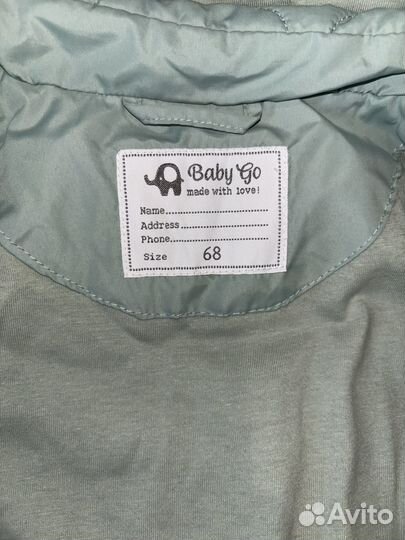 Baby Go
made with love!
Name..............................
Address..........................
Phone.............................
Size 68
Avito